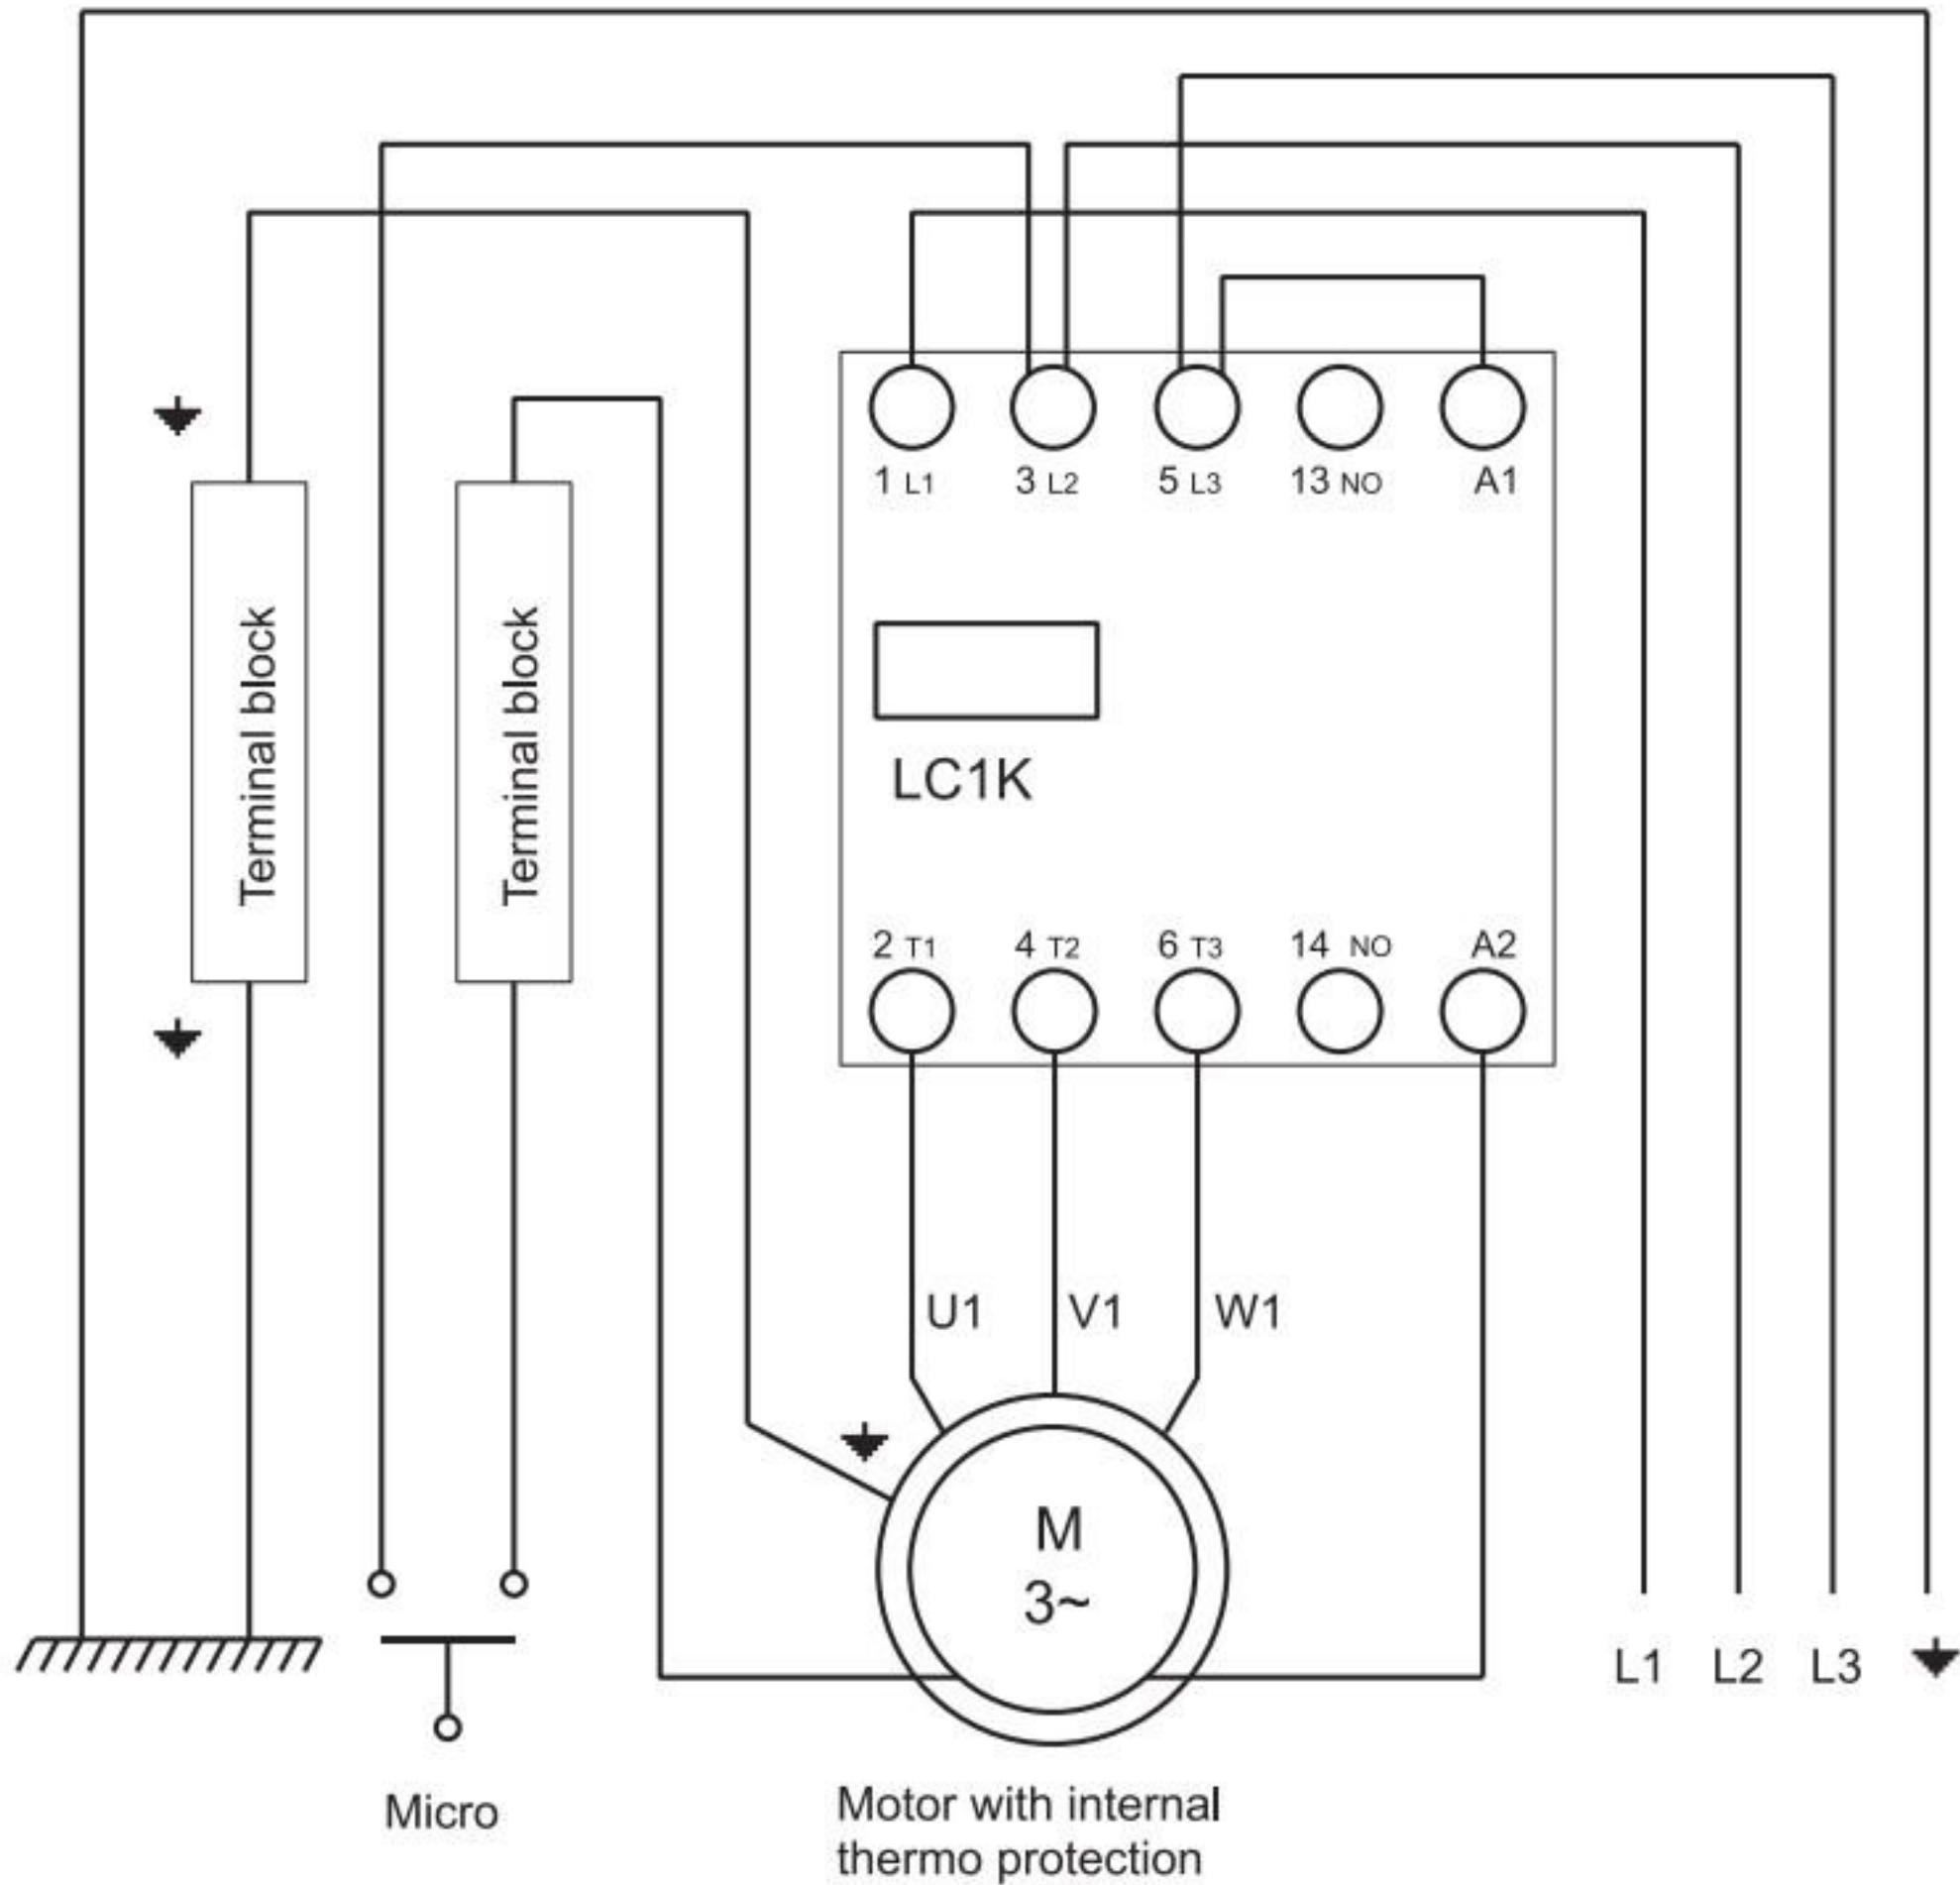 1 L1
3 L2
5 L3
13 NO
A1
Terminal block
Terminal block
LC1K
2 T1
4 T2
6 T3
14 NO
A2
U1
V1
W1
M
3~
L1
L2
L3
Micro
Motor with internal
thermo protection